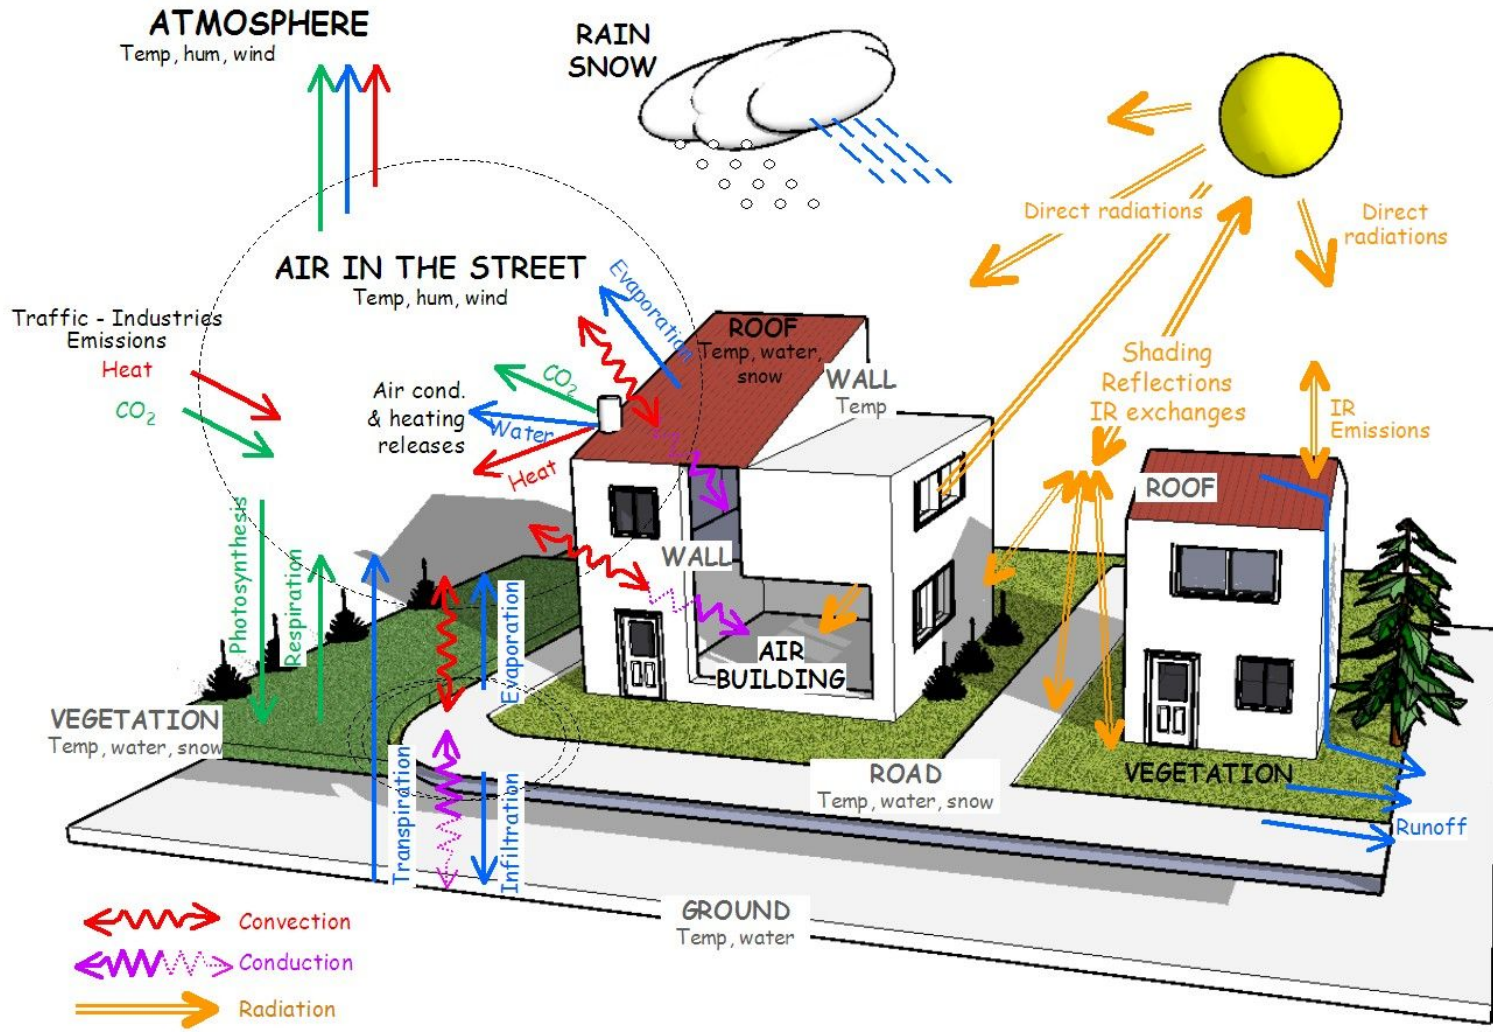 ATMOSPHERE
Temp, hum, wind
RAIN
SNOW
Direct radiations
Direct
radiations
AIR IN THE STREET
Temp, hum, wind
Evaporation
Traffic - Industries
Emissions
Heat
CO2
ROOF
Temp, water,
snow
WALL
Temp
Shading
Reflections
IR exchanges
IR
Emissions
Air cond.
& heating
releases
CO2
Water
Heat
ROOF
Photosynthesis
Respiration
WALL
Evaporation
AIR
BUILDING
VEGETATION
Temp, water, snow
Transpiration
Infiltration
ROAD
Temp, water, snow
VEGETATION
Runoff
GROUND
Temp, water
Convection
Conduction
Radiation